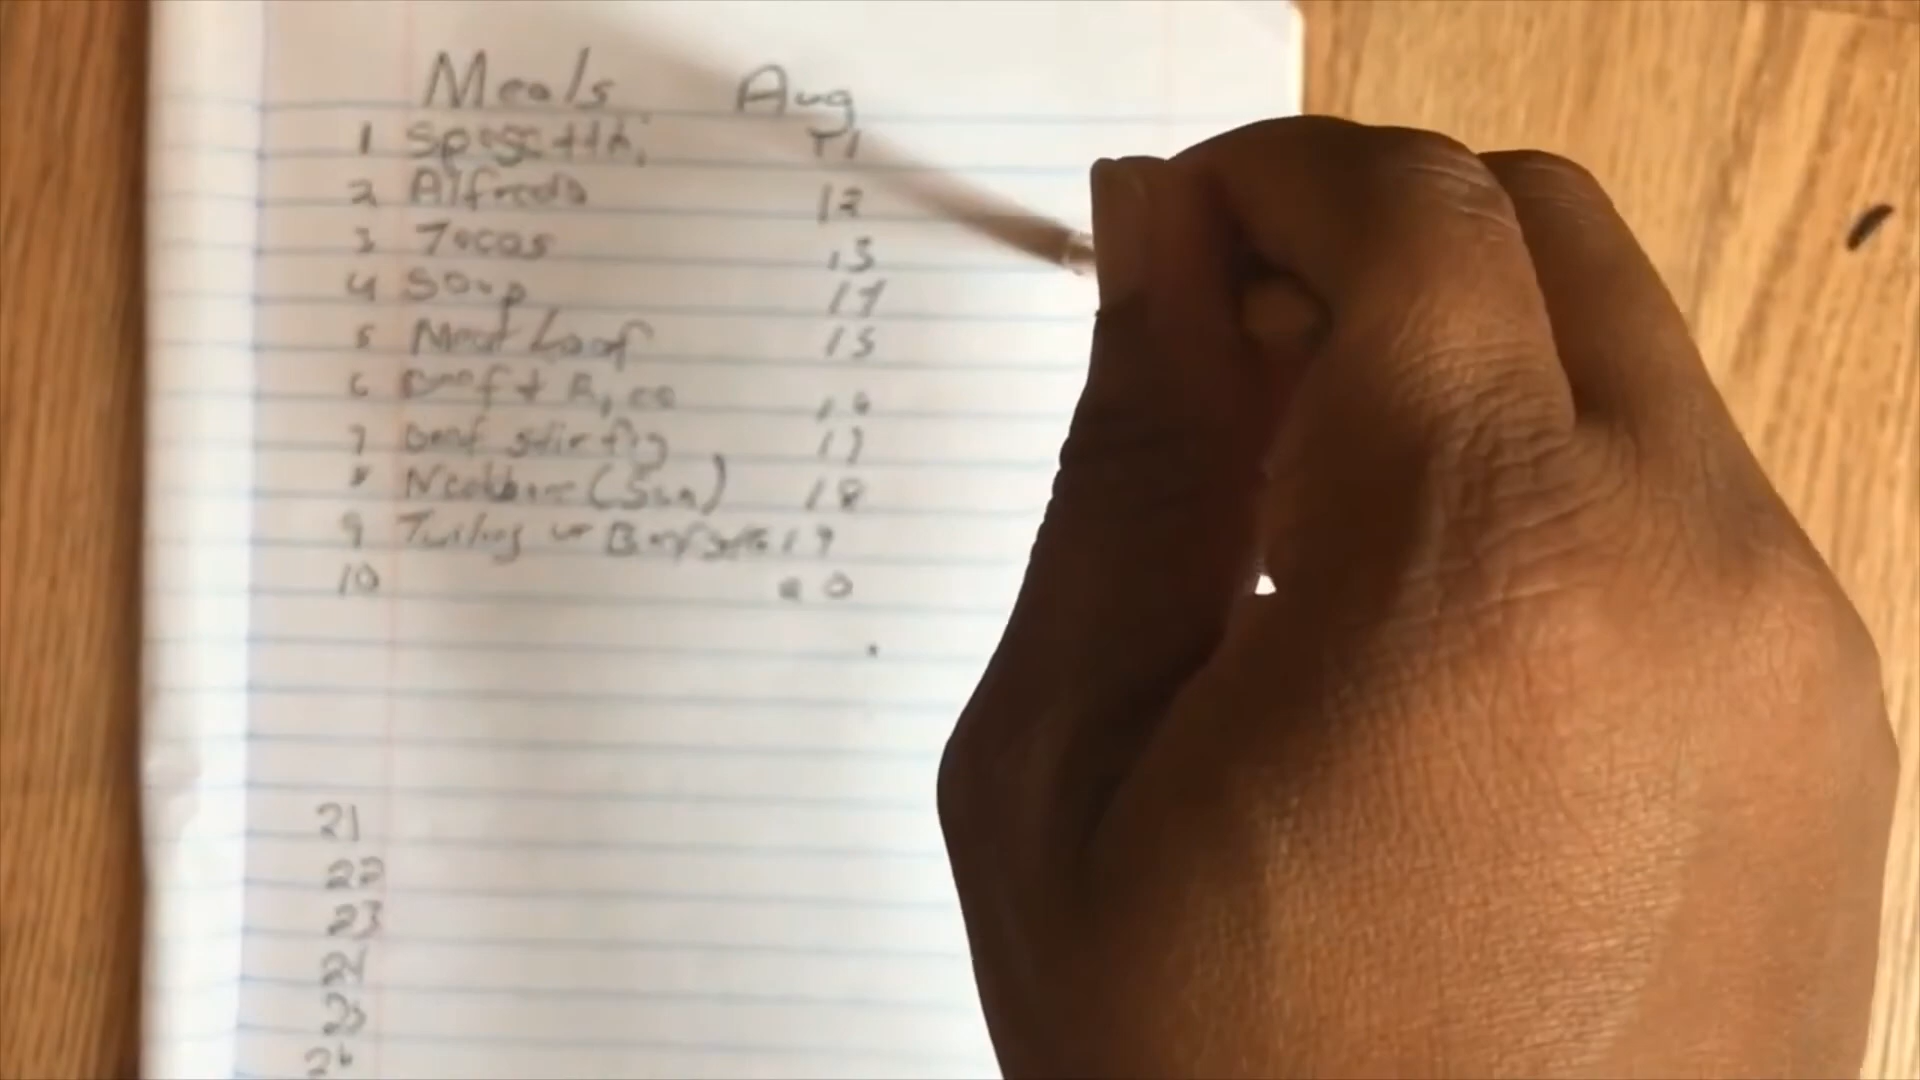 Meals Aug
1 Spagetthi 11
2 Alfredo 12
3 Tacos 13
4 Soup 14
5 Meat Loaf 15
6 Beef + Rice 16
7 Beef stir fry 17
8 Neckbone (Sun) 18
9 19
10 20
21
22
23
24
25
26